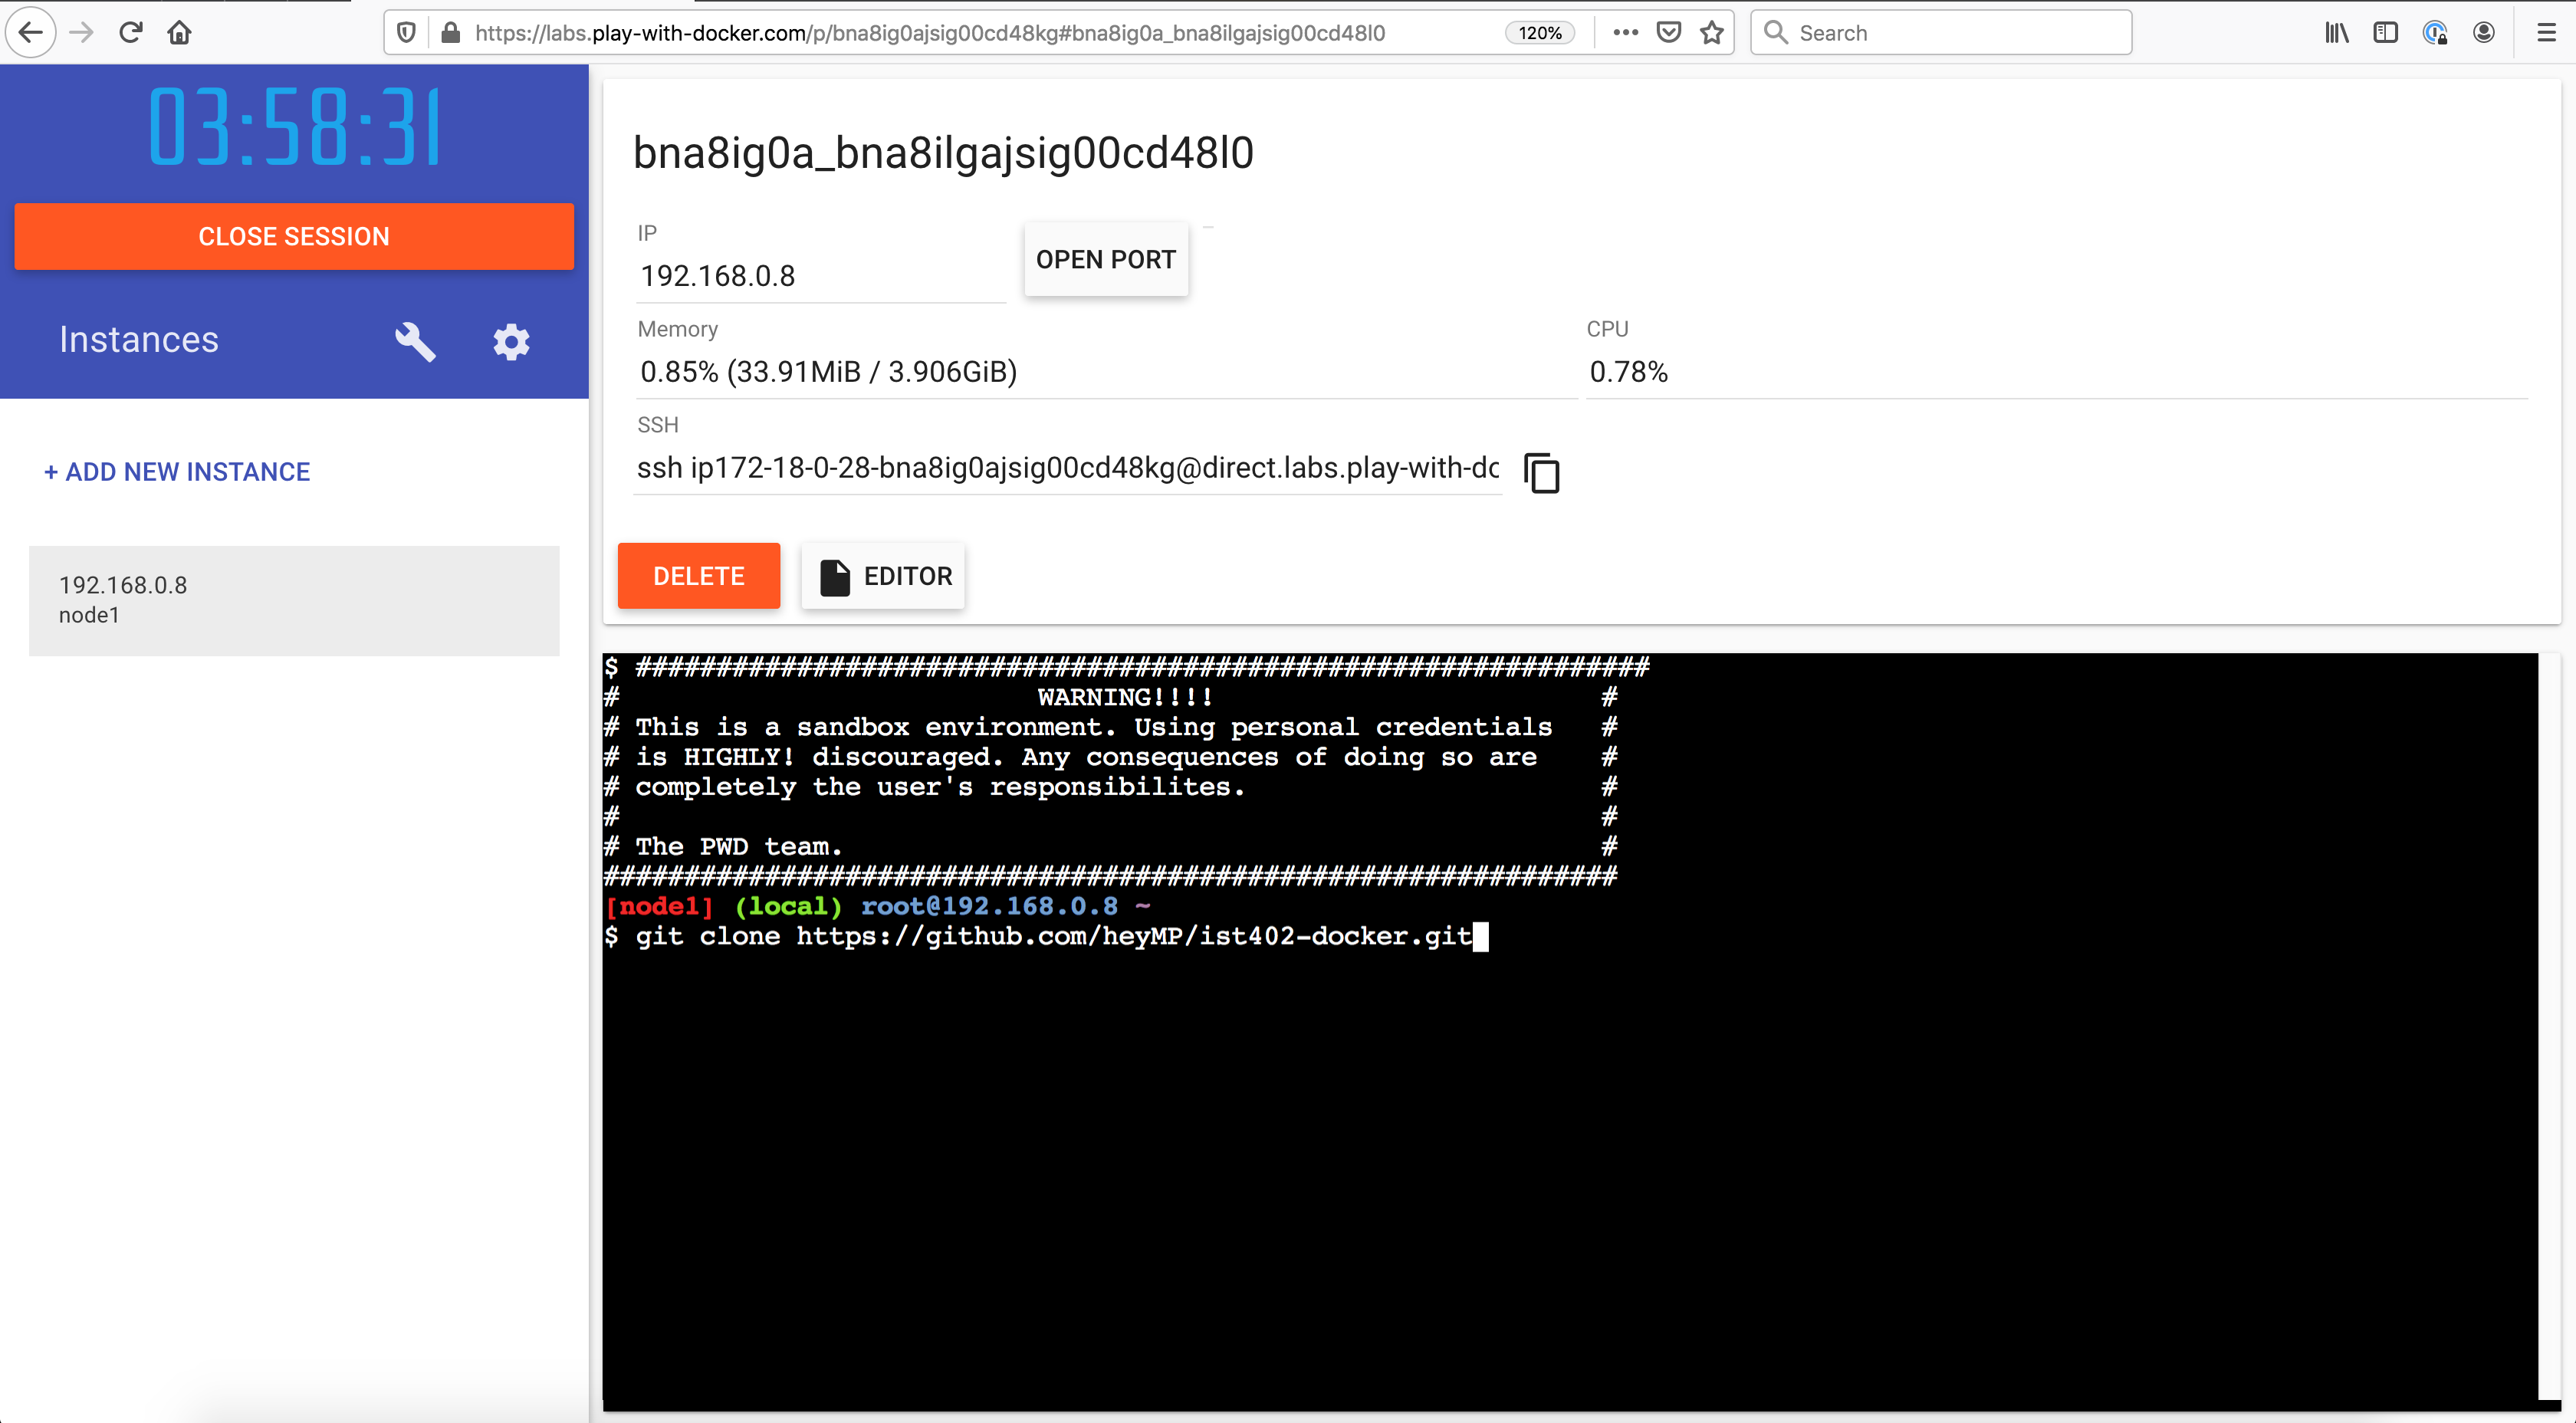 https://labs.play-with-docker.com/p/bna8ig0ajsig00cd48kg#bna8ig0a_bna8ilgajsig00cd48l0
120%
Search
03:58:31
CLOSE SESSION
Instances
+ ADD NEW INSTANCE
192.168.0.8
node1
bna8ig0a_bna8ilgajsig00cd48l0
IP
192.168.0.8
OPEN PORT
Memory
0.85% (33.91MiB / 3.906GiB)
CPU
0.78%
SSH
ssh ip172-18-0-28-bna8ig0ajsig00cd48kg@direct.labs.play-with-dc
DELETE
EDITOR
$ ###############################################################
# WARNING!!!! #
# This is a sandbox environment. Using personal credentials #
# is HIGHLY! discouraged. Any consequences of doing so are #
# completely the user's responsibilites. #
# #
# The PWD team. #
###############################################################
[node1] (local) root@192.168.0.8 ~
$ git clone https://github.com/heyMP/ist402-docker.git